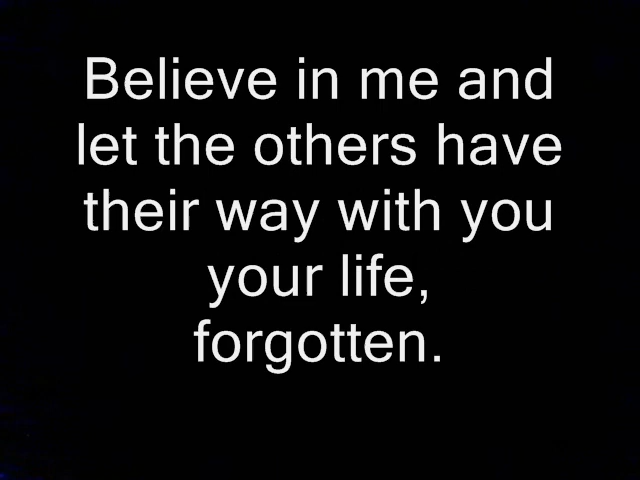 Believe in me and
let the others have
their way with you
your life,
forgotten.